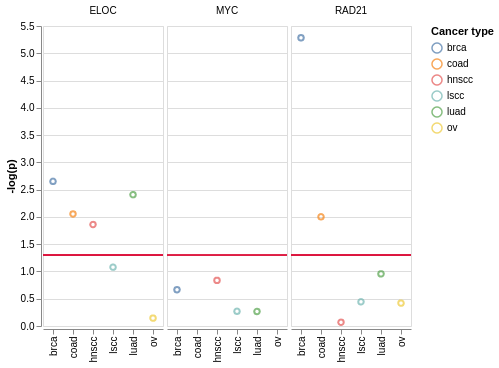 ELOC MYC RAD21
Cancer type
brca
coad
hnscc
lscc
luad
ov
-log(p)
5.5
5.0
4.5
4.0
3.5
3.0
2.5
2.0
1.5
1.0
0.5
0.0
brca coad hnscc lscc luad ov brca coad hnscc lscc luad ov brca coad hnscc lscc luad ov